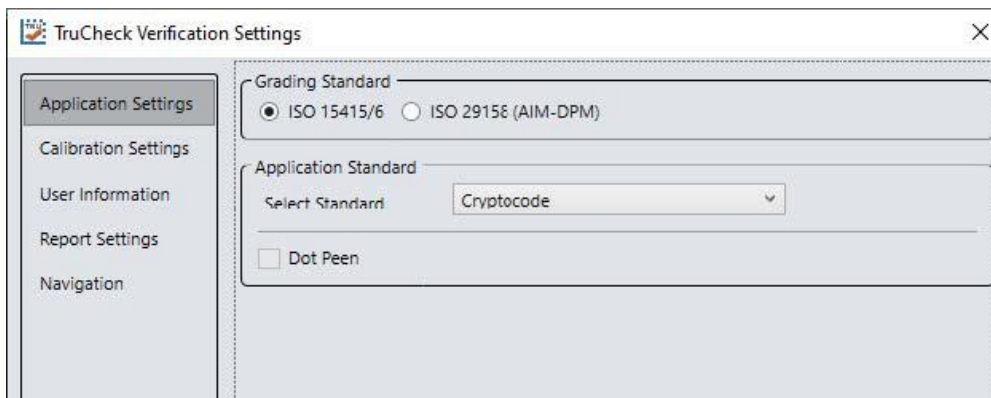 TruCheck Verification Settings
Application Settings
Calibration Settings
User Information
Report Settings
Navigation
Grading Standard
ISO 15415/6 ISO 29158 (AIM-DPM)
Application Standard
Select Standard Cryptocode
Dot Peen